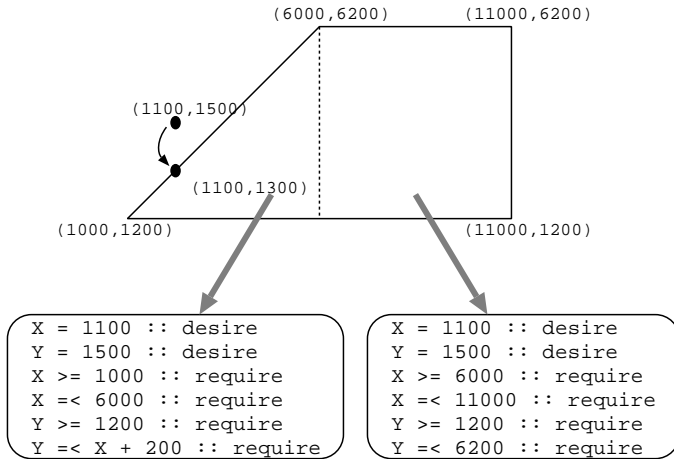 (6000,6200) (11000,6200)
(1100,1500)
(1100,1300)
(1000,1200) (11000,1200)
X = 1100 :: desire
Y = 1500 :: desire
X >= 1000 :: require
X =< 6000 :: require
Y >= 1200 :: require
Y =< X + 200 :: require
X = 1100 :: desire
Y = 1500 :: desire
X >= 6000 :: require
X =< 11000 :: require
Y >= 1200 :: require
Y =< 6200 :: require